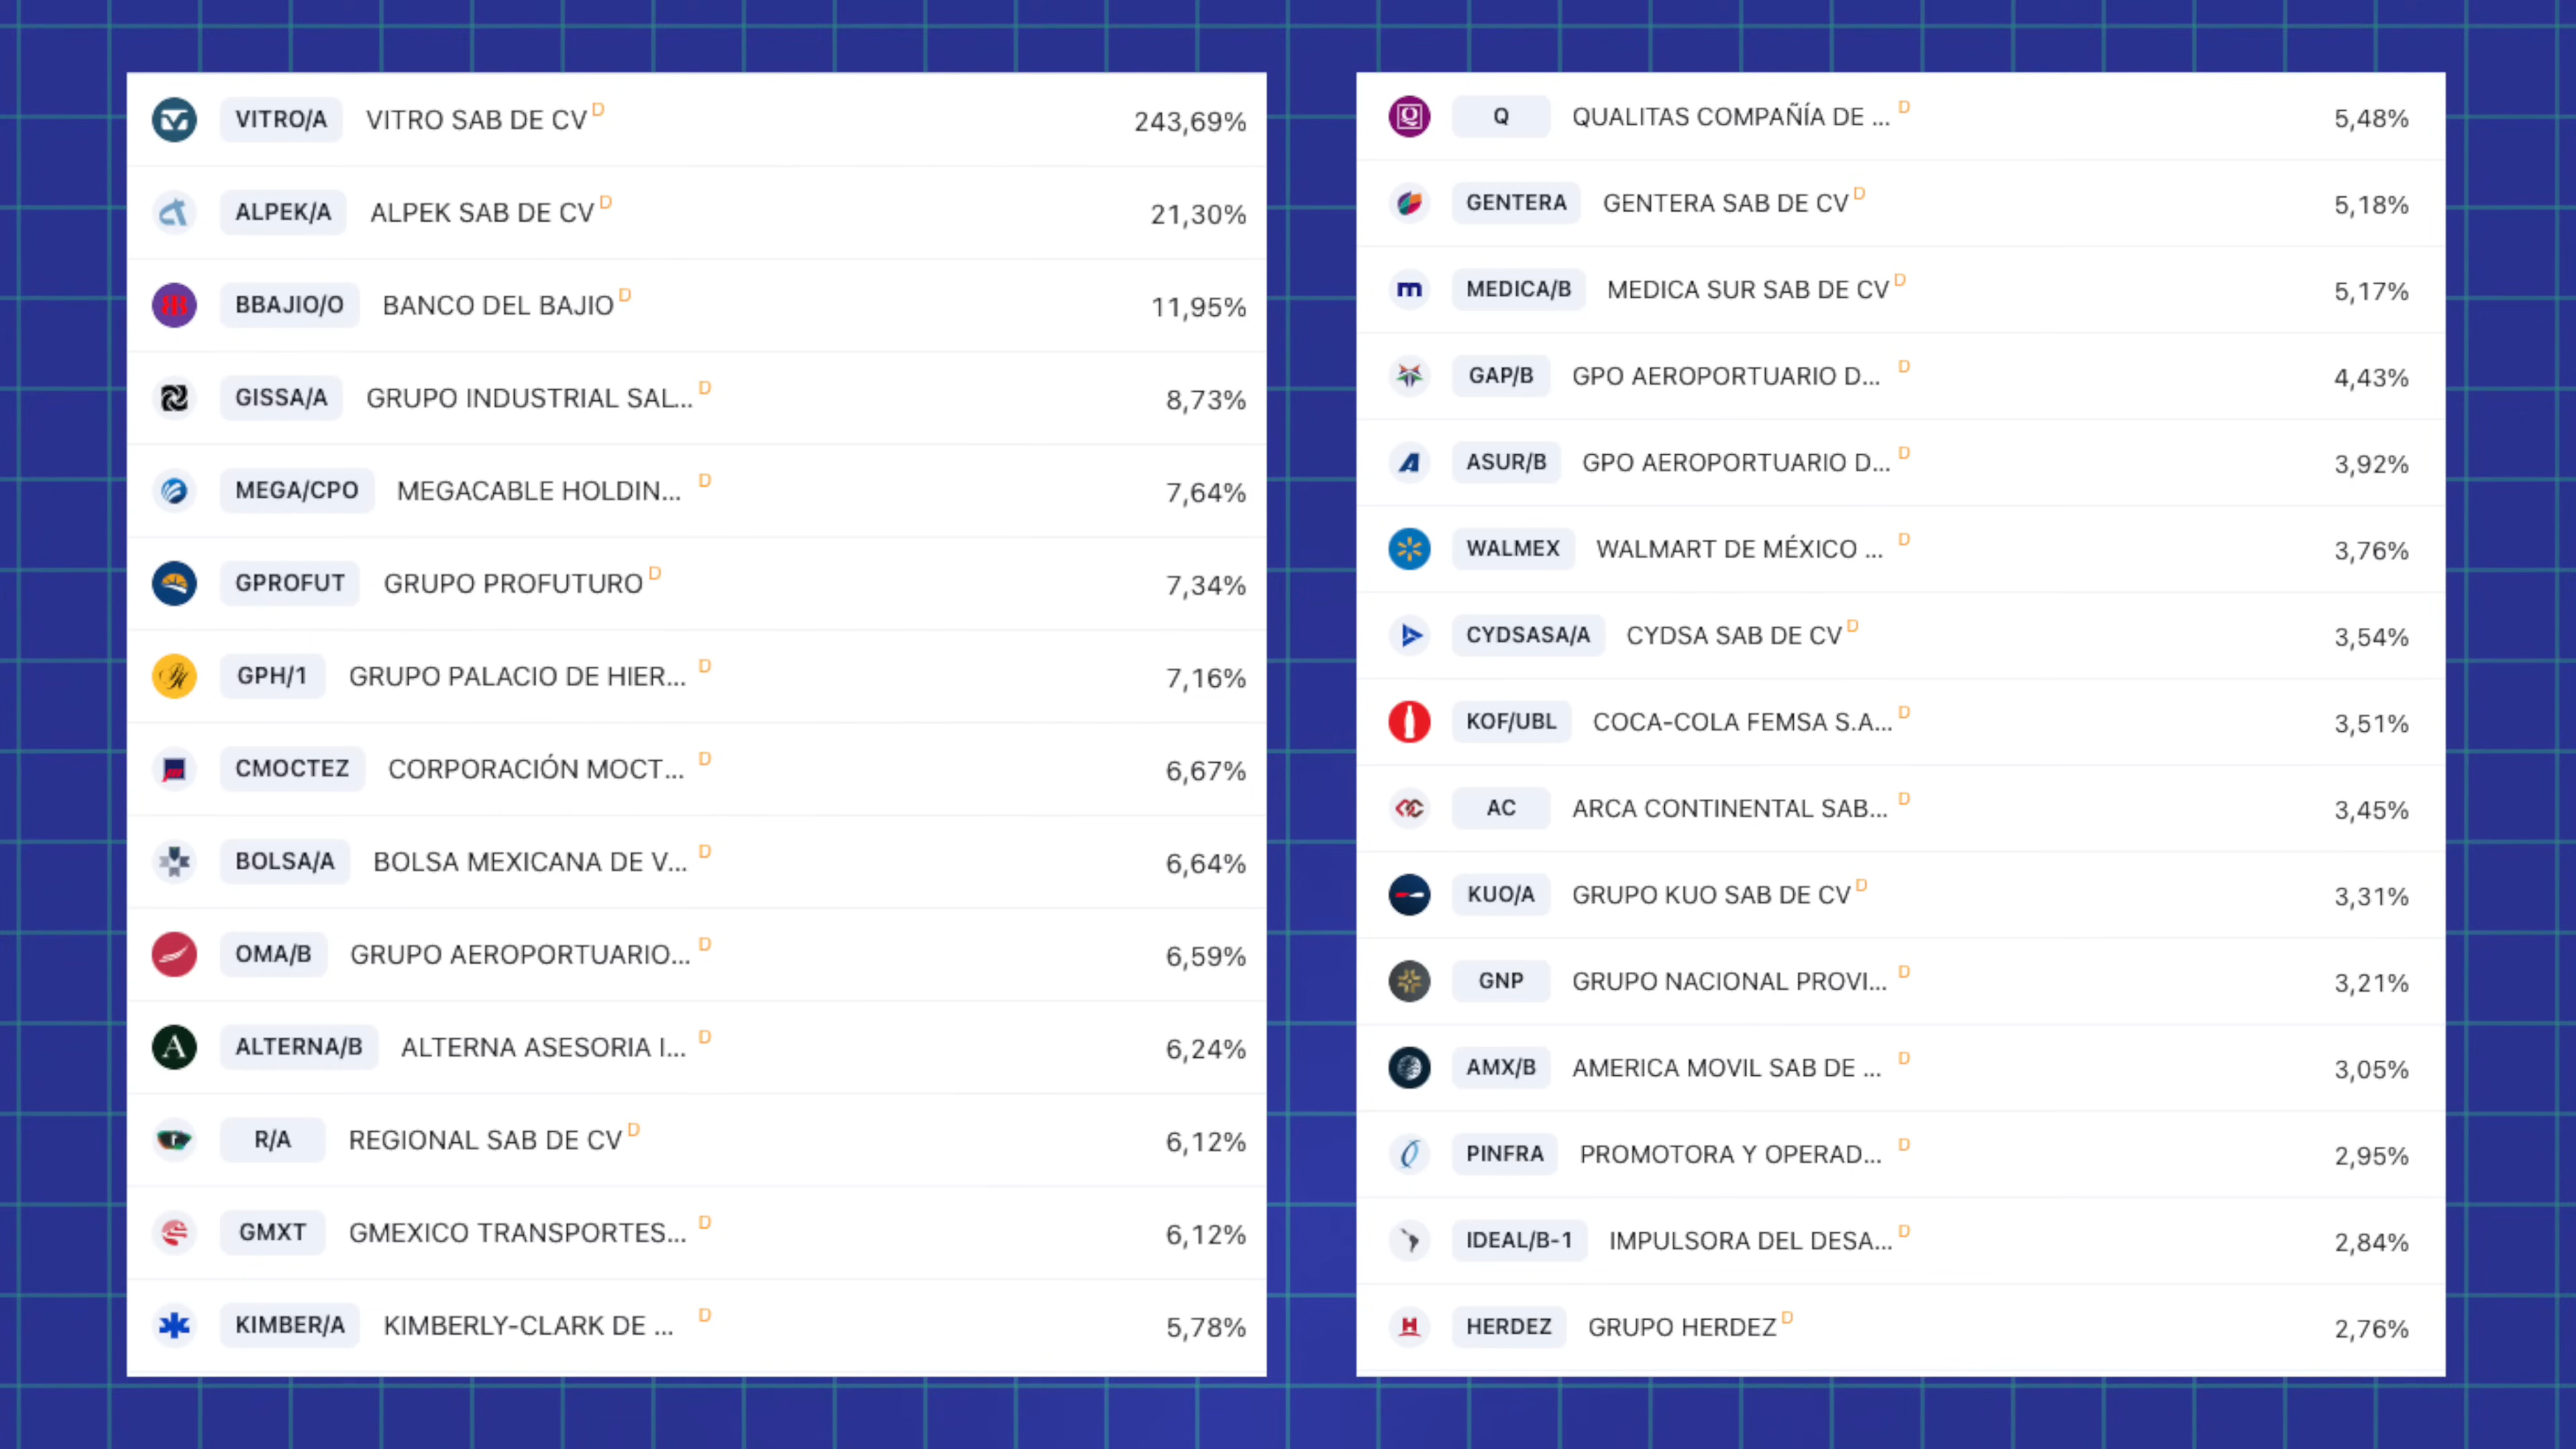 VITRO/A VITRO SAB DE CV D 243,69%
ALPEK/A ALPEK SAB DE CV D 21,30%
BBAJIO/O BANCO DEL BAJIO D 11,95%
GISSA/A GRUPO INDUSTRIAL SAL... D 8,73%
MEGA/CPO MEGACABLE HOLDIN... D 7,64%
GPROFUT GRUPO PROFUTURO D 7,34%
GPH/1 GRUPO PALACIO DE HIER... D 7,16%
CMOCTEZ CORPORACIÓN MOCT... D 6,67%
BOLSA/A BOLSA MEXICANA DE V... D 6,64%
OMA/B GRUPO AEROPORTUARIO... D 6,59%
A ALTERNA/B ALTERNA ASESORIA I... D 6,24%
R/A REGIONAL SAB DE CV D 6,12%
GMXT GMEXICO TRANSPORTES... D 6,12%
KIMBER/A KIMBERLY-CLARK DE ... D 5,78%
Q Q QUALITAS COMPAÑÍA DE ... D 5,48%
GENTERA GENTERA SAB DE CV D 5,18%
m MEDICA/B MEDICA SUR SAB DE CV D 5,17%
GAP/B GPO AEROPORTUARIO D... D 4,43%
A ASUR/B GPO AEROPORTUARIO D... D 3,92%
WALMEX WALMART DE MÉXICO ... D 3,76%
CYDSASA/A CYDSA SAB DE CV D 3,54%
KOF/UBL COCA-COLA FEMSA S.A... D 3,51%
AC ARCA CONTINENTAL SAB... D 3,45%
KUO/A GRUPO KUO SAB DE CV D 3,31%
GNP GRUPO NACIONAL PROVI... D 3,21%
AMX/B AMERICA MOVIL SAB DE ... D 3,05%
PINFRA PROMOTORA Y OPERAD... D 2,95%
IDEAL/B-1 IMPULSORA DEL DESA... D 2,84%
H HERDEZ GRUPO HERDEZ D 2,76%